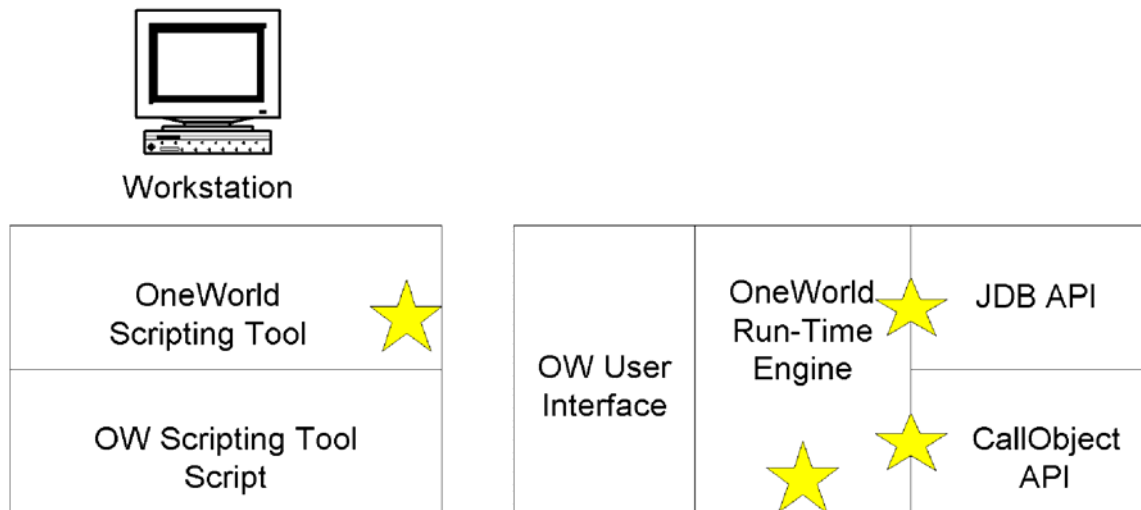 Workstation
OneWorld
Scripting Tool
OW Scripting Tool
Script
OW User
Interface
OneWorld
Run-Time
Engine
JDB API
CallObject
API